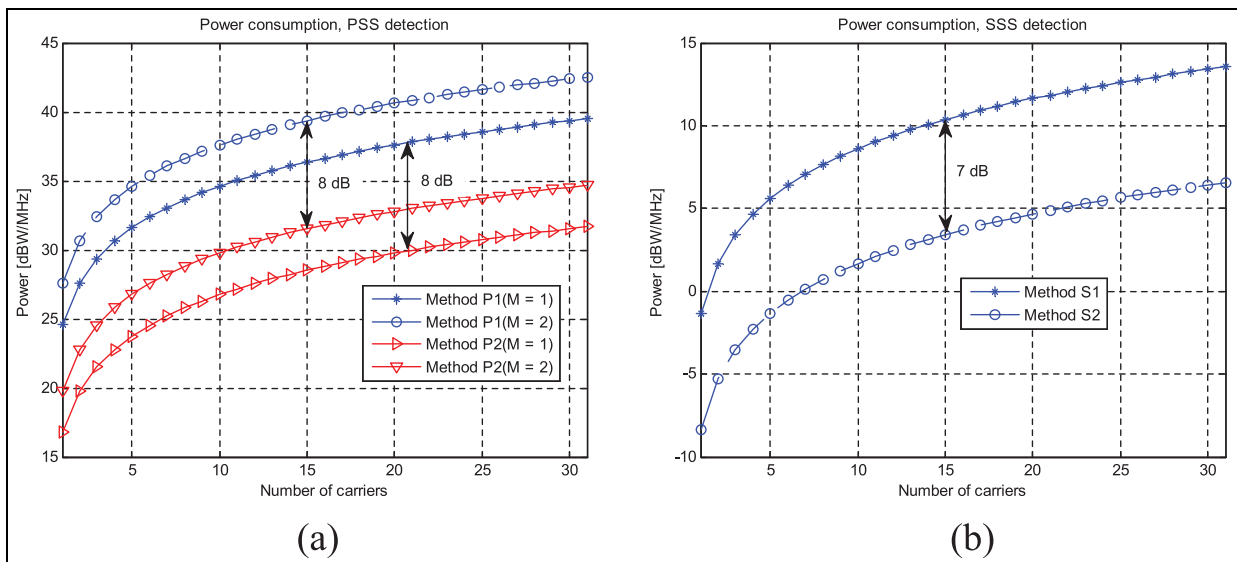 Power consumption, PSS detection
45
40
35
30
25
20
15
Power [dBW/MHz]
8 dB
8 dB
Method P1(M = 1)
Method P1(M = 2)
Method P2(M = 1)
Method P2(M = 2)
5 10 15 20 25 30
Number of carriers
(a)
Power consumption, SSS detection
15
10
5
0
-5
-10
Power [dBW/MHz]
7 dB
Method S1
Method S2
5 10 15 20 25 30
Number of carriers
(b)